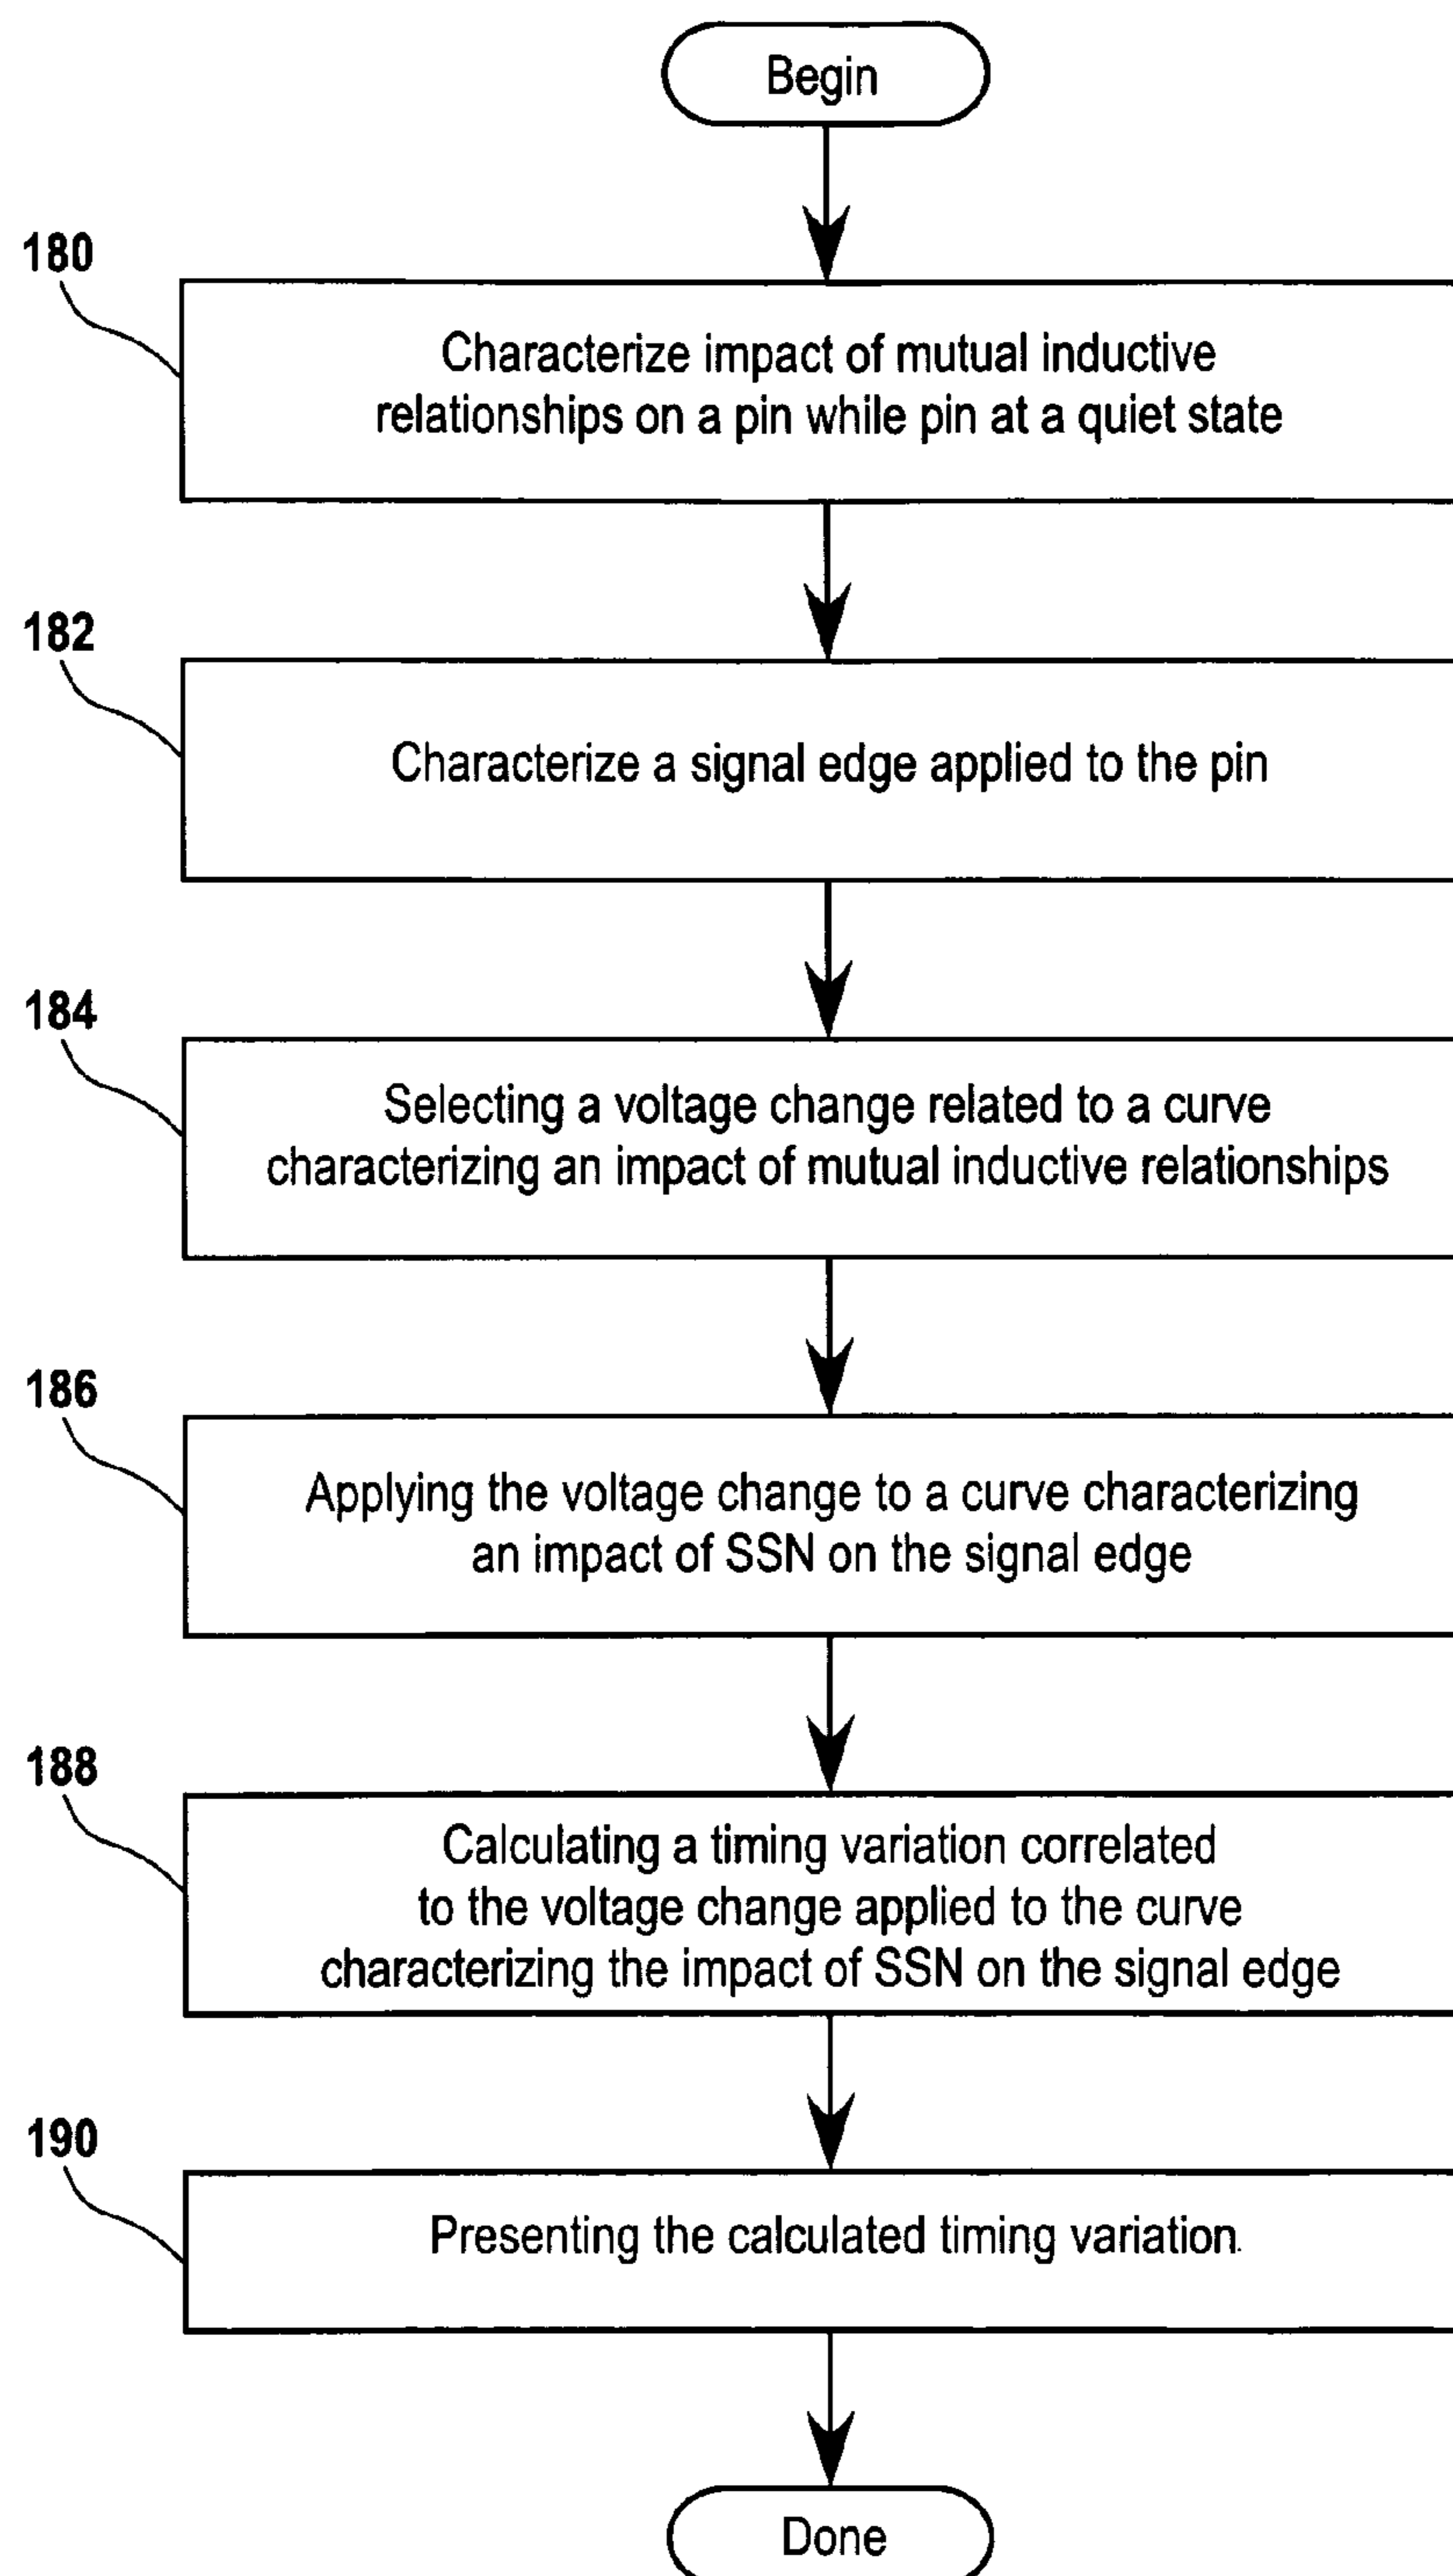 Begin
180
Characterize impact of mutual inductive
relationships on a pin while pin at a quiet state
182
Characterize a signal edge applied to the pin
184
Selecting a voltage change related to a curve
characterizing an impact of mutual inductive relationships
186
Applying the voltage change to a curve characterizing
an impact of SSN on the signal edge
188
Calculating a timing variation correlated
to the voltage change applied to the curve
characterizing the impact of SSN on the signal edge
190
Presenting the calculated timing variation.
Done